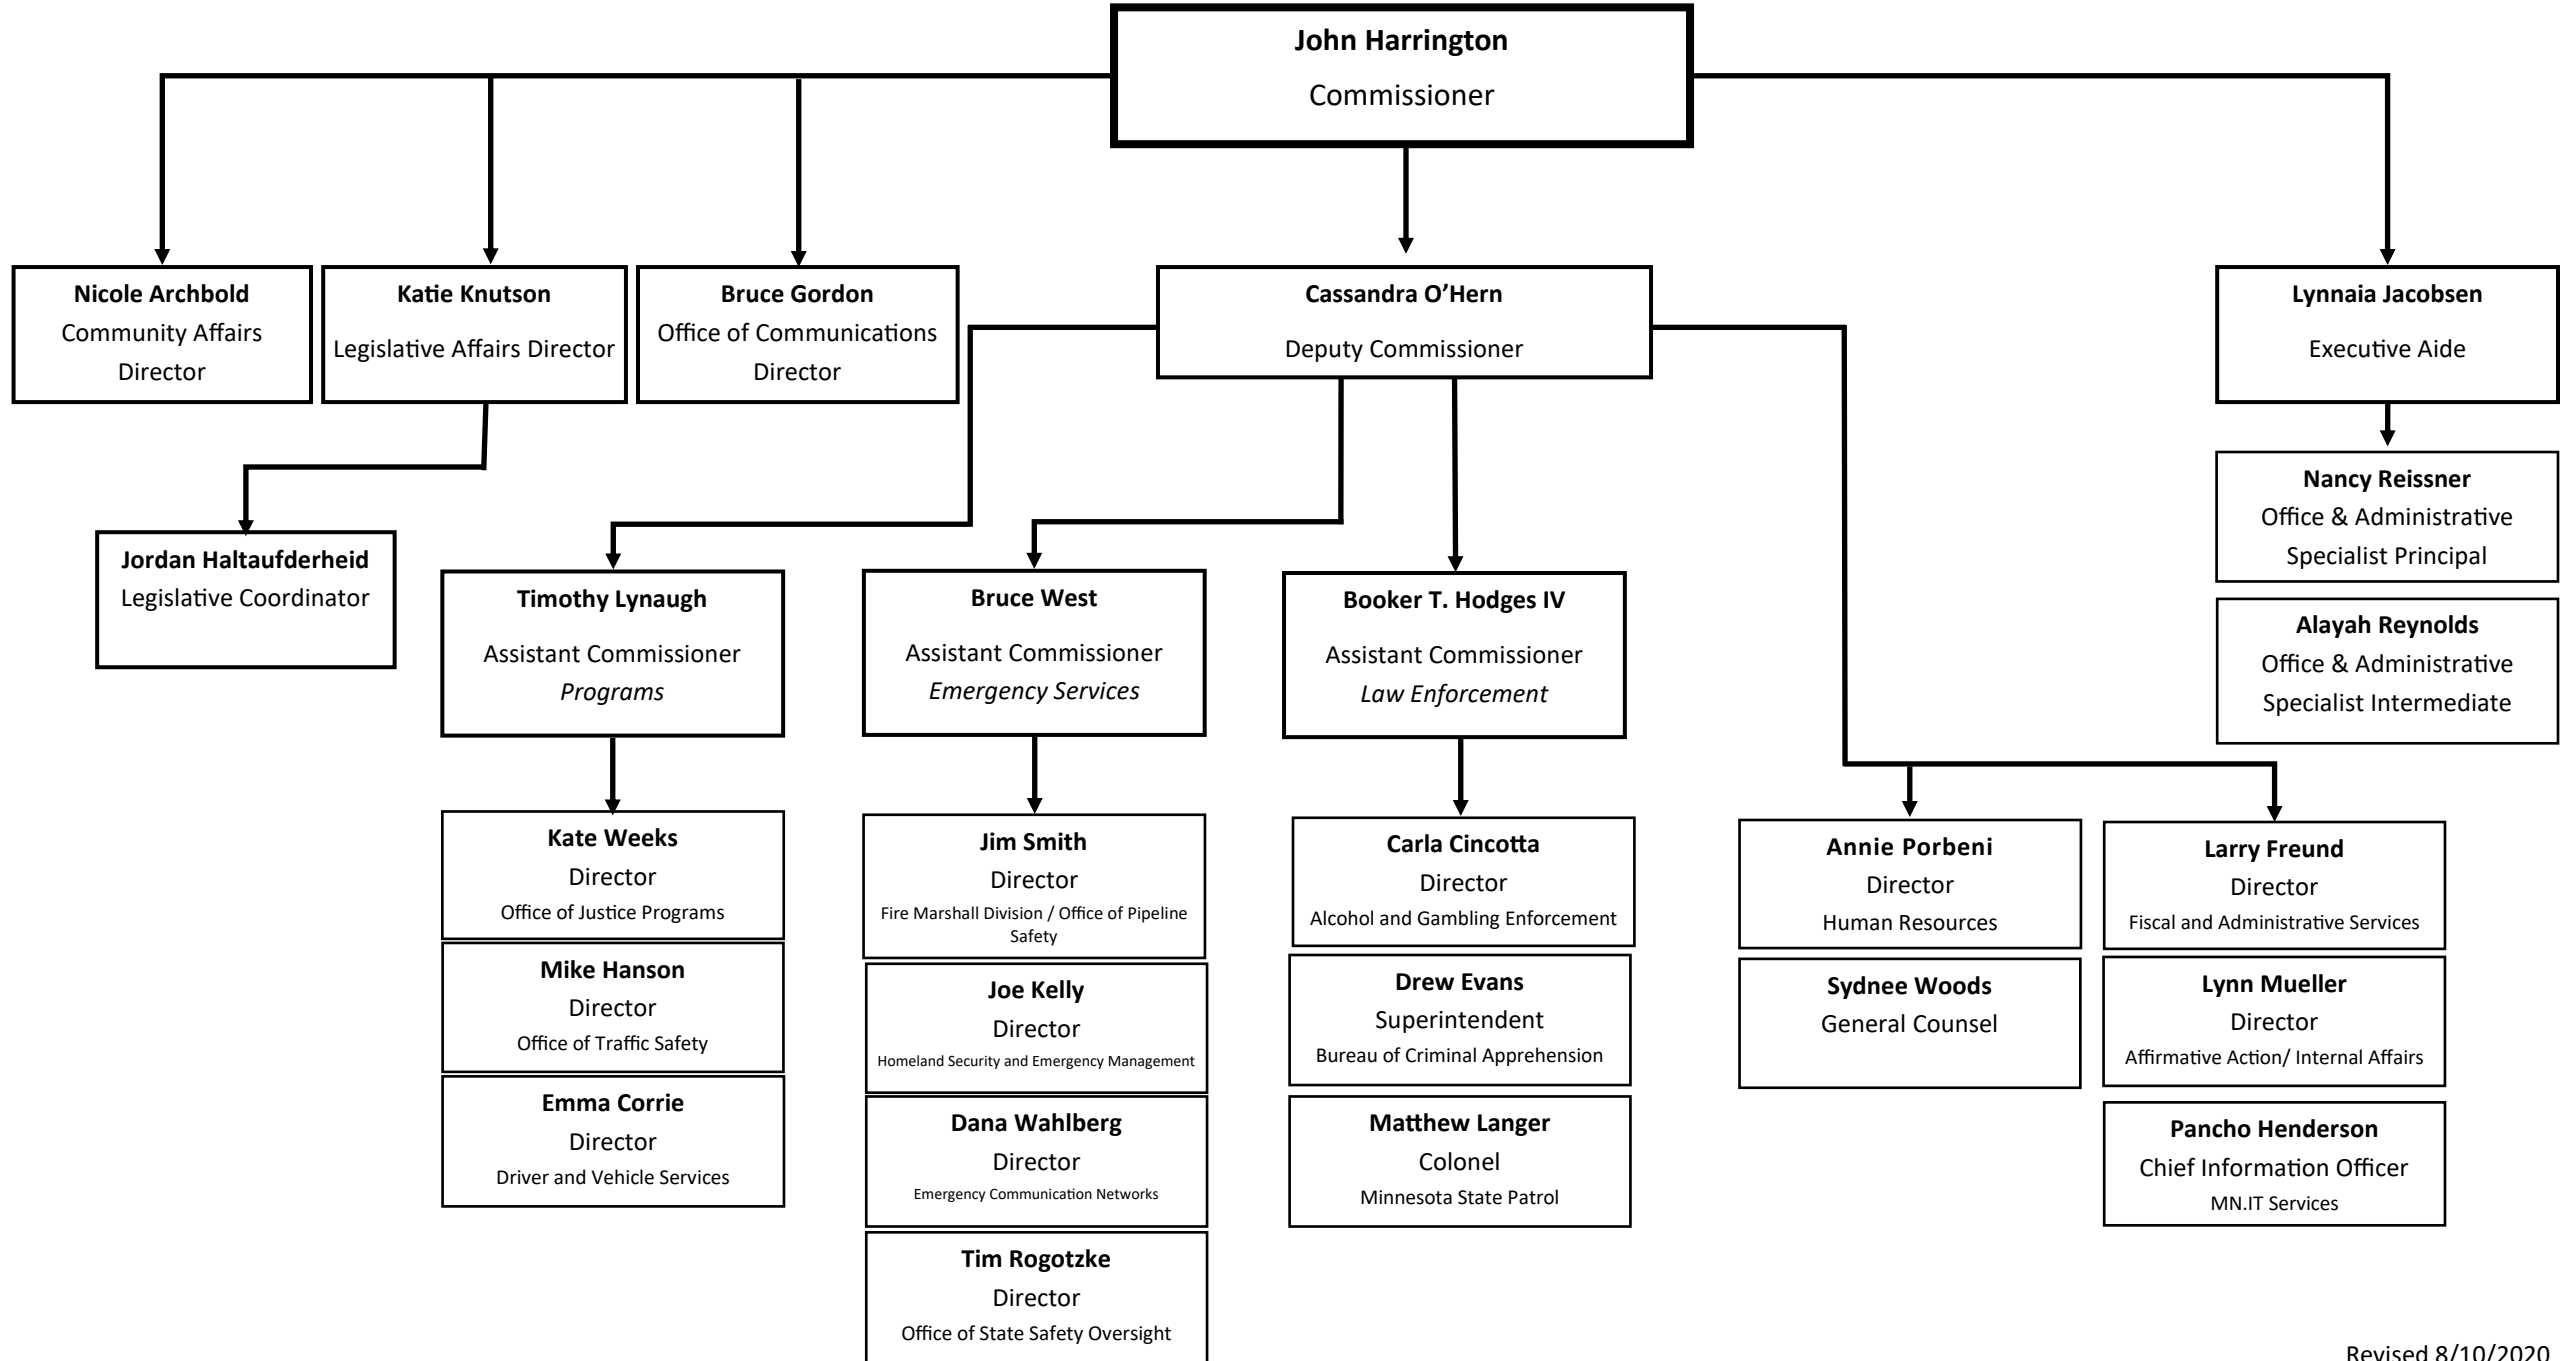 John Harrington
Commissioner
Nicole Archbold
Community Affairs
Director
Katie Knutson
Legislative Affairs Director
Bruce Gordon
Office of Communications
Director
Cassandra O’Hern
Deputy Commissioner
Lynnaia Jacobsen
Executive Aide
Nancy Reissner
Office & Administrative
Specialist Principal
Alayah Reynolds
Office & Administrative
Specialist Intermediate
Jordan Haltaufderheid
Legislative Coordinator
Timothy Lynaugh
Assistant Commissioner
Programs
Bruce West
Assistant Commissioner
Emergency Services
Booker T. Hodges IV
Assistant Commissioner
Law Enforcement
Kate Weeks
Director
Office of Justice Programs
Mike Hanson
Director
Office of Traffic Safety
Emma Corrie
Director
Driver and Vehicle Services
Jim Smith
Director
Fire Marshall Division / Office of Pipeline
Safety
Joe Kelly
Director
Homeland Security and Emergency Management
Dana Wahlberg
Director
Emergency Communication Networks
Tim Rogotzke
Director
Office of State Safety Oversight
Carla Cincotta
Director
Alcohol and Gambling Enforcement
Drew Evans
Superintendent
Bureau of Criminal Apprehension
Matthew Langer
Colonel
Minnesota State Patrol
Annie Porbeni
Director
Human Resources
Sydnee Woods
General Counsel
Larry Freund
Director
Fiscal and Administrative Services
Lynn Mueller
Director
Affirmative Action/ Internal Affairs
Pancho Henderson
Chief Information Officer
MN.IT Services
Revised 8/10/2020